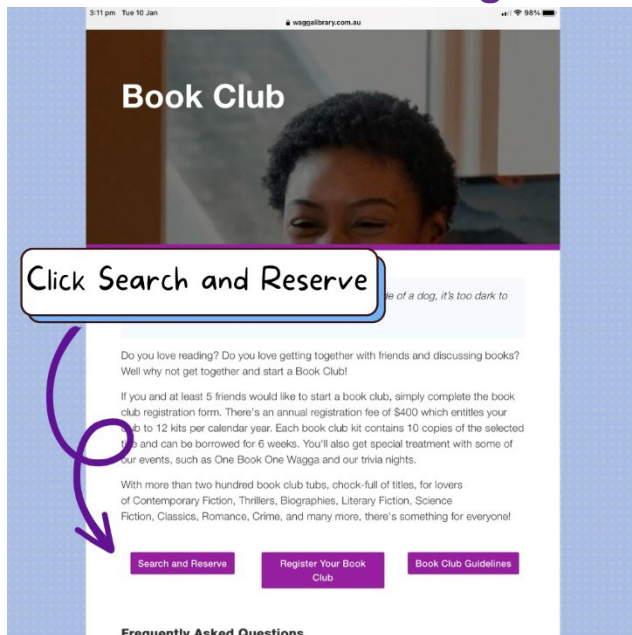 3:11 pm Tue 10 Jan
waggalibrary.com.au
98%
Book Club
Click Search and Reserve
of a dog, it's too dark to
Do you love reading? Do you love getting together with friends and discussing books?
Well why not get together and start a Book Club!
If you and at least 5 friends would like to start a book club, simply complete the book
club registration form. There's an annual registration fee of $400 which entitles your
to 12 kits per calendar year. Each book club kit contains 10 copies of the selected
and can be borrowed for 6 weeks. You'll also get special treatment with some of
our events, such as One Book One Wagga and our trivia nights.
With more than two hundred book club tubs, chock-full of titles, for lovers
of Contemporary Fiction, Thrillers, Biographies, Literary Fiction, Science
Fiction, Classics, Romance, Crime, and many more, there's something for everyone!
Search and Reserve
Register Your Book
Club
Book Club Guidelines
Frequently Asked Questions